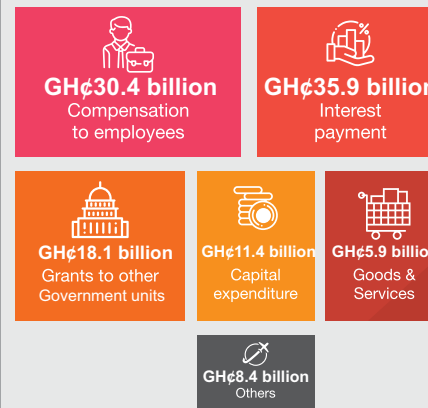 GH¢30.4 billion
Compensation
to employees
GH¢35.9 billion
Interest
payment
GH¢18.1 billion
Grants to other
Government units
GH¢11.4 billion
Capital
expenditure
GH¢5.9 billio
Goods &
Services
GH¢8.4 billion
Others